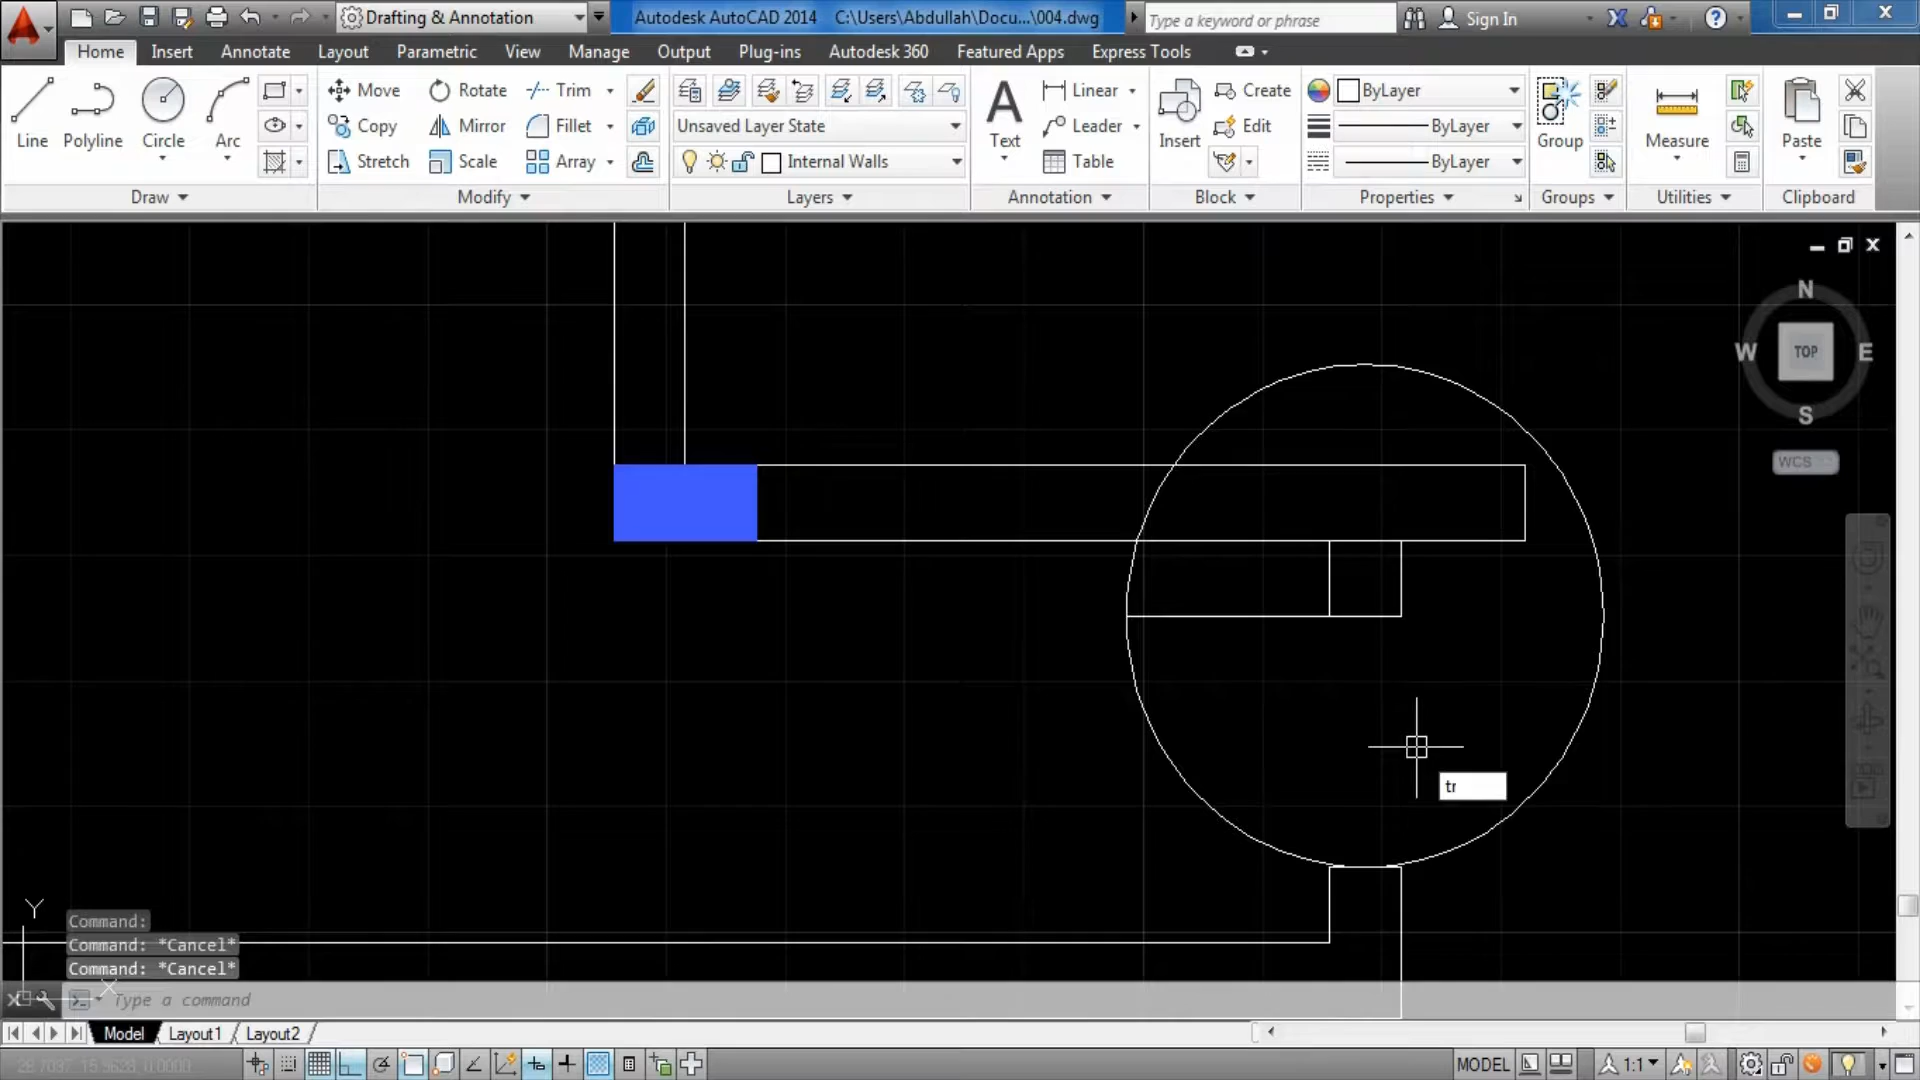 Drafting & Annotation
Autodesk AutoCAD 2014 C:\Users\Abdullah\Docu...\004.dwg
Type a keyword or phrase
Sign In
Home Insert Annotate Layout Parametric View Manage Output Plug-ins Autodesk 360 Featured Apps Express Tools
Line
Polyline
Circle
Arc
Move
Rotate
Trim
Copy
Mirror
Fillet
Stretch
Scale
Array
Unsaved Layer State
Internal Walls
Text
Linear
Leader
Table
Insert
Create
Edit
ByLayer
ByLayer
ByLayer
Group
Measure
Paste
Draw
Modify
Layers
Annotation
Block
Properties
Groups
Utilities
Clipboard
N
W
TOP
E
S
WCS
tr
Y
Command:
Command: *Cancel*
Command: *Cancel*
X
Type a command
Model
Layout1
Layout2
MODEL
1:1